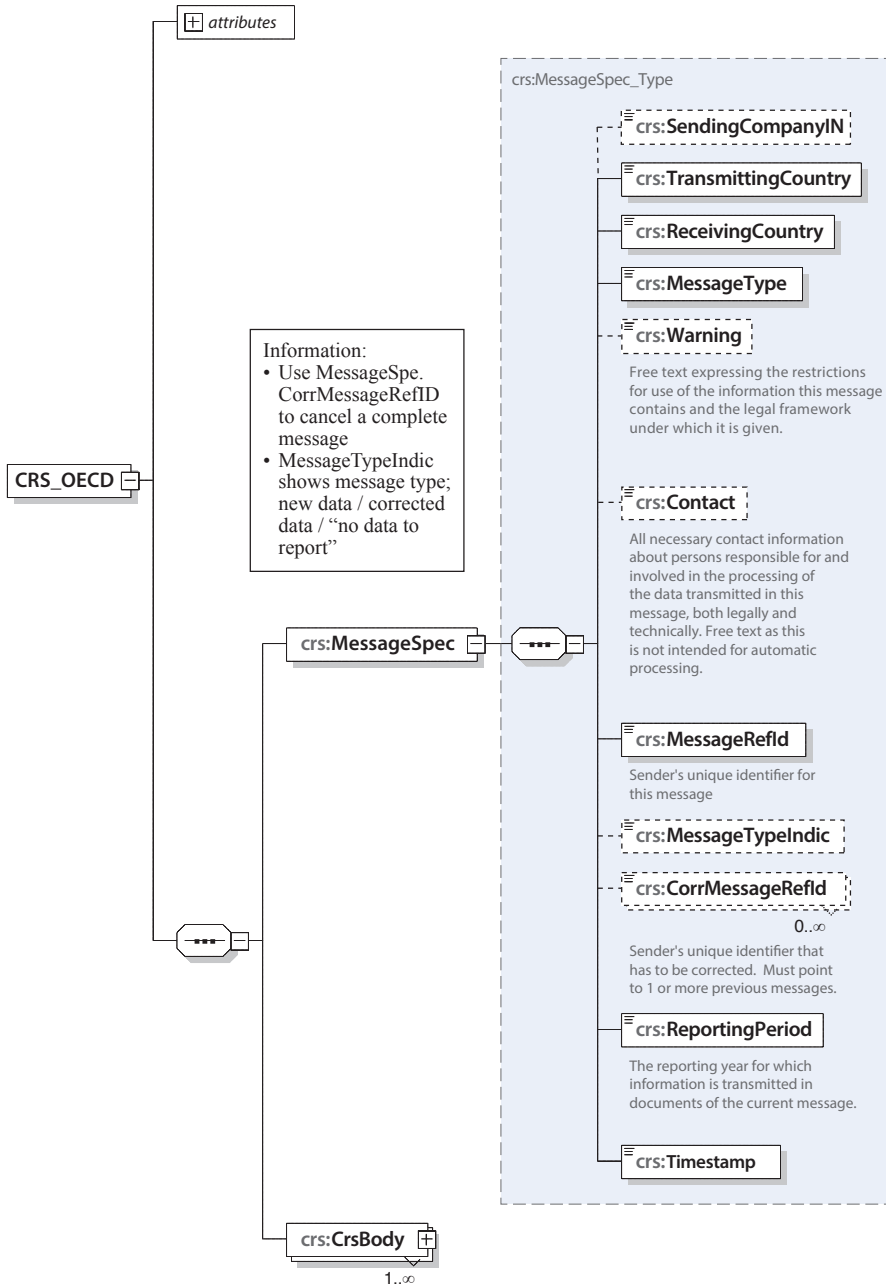 attributes
crs:MessageSpec_Type
crs:SendingCompanyIN
crs:TransmittingCountry
crs:ReceivingCountry
crs:MessageType
crs:Warning
Free text expressing the restrictions
for use of the information this message
contains and the legal framework
under which it is given.
Information:
• Use MessageSpe.
CorrMessageRefID
to cancel a complete
message
• MessageTypeIndic
shows message type;
new data / corrected
data / “no data to
report”
CRS_OECD
crs:Contact
All necessary contact information
about persons responsible for and
involved in the processing of
the data transmitted in this
message, both legally and
technically. Free text as this
is not intended for automatic
processing.
crs:MessageSpec
crs:MessageRefId
Sender's unique identifier for
this message
crs:MessageTypeIndic
crs:CorrMessageRefId
0..∞
Sender's unique identifier that
has to be corrected. Must point
to 1 or more previous messages.
crs:ReportingPeriod
The reporting year for which
information is transmitted in
documents of the current message.
crs:Timestamp
crs:CrsBody
1..∞